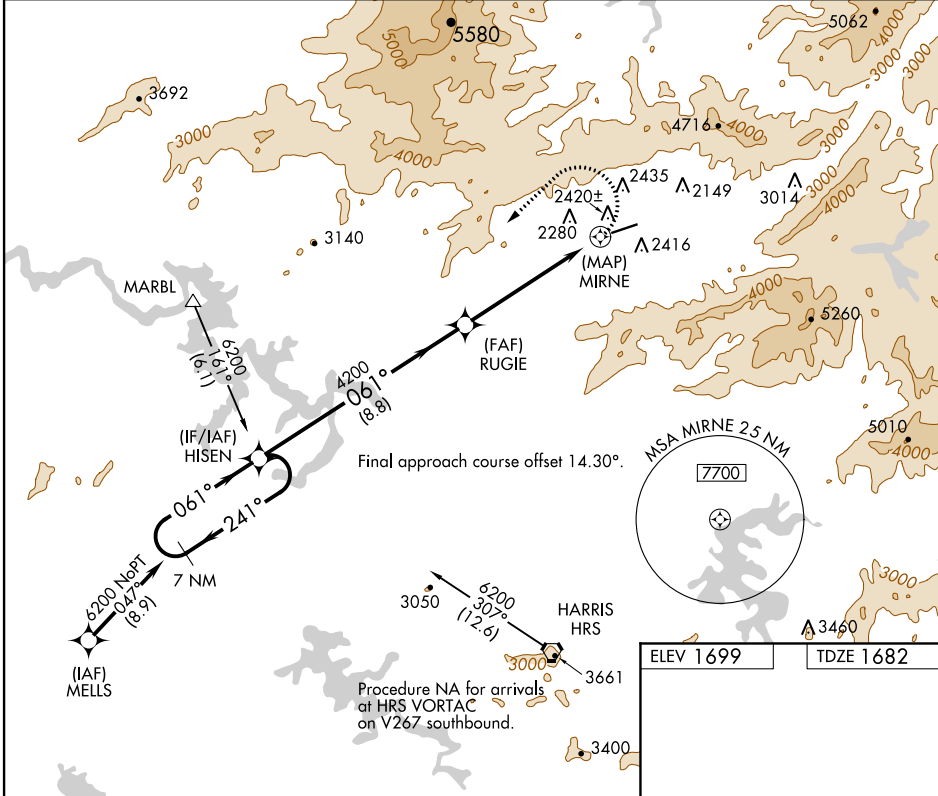 5580
5062
5000
4000
3000
3000
3692
3000
4000
4716
4000
3000
2435
2149
3014
3000
4000
2420±
2280
2416
(MAP)
MIRNE
3140
MARBL
4000
5260
6200
161°
(6.1)
(FAF)
RUGIE
4200
061°
(8.8)
(IF/IAF)
HISEN
Final approach course offset 14.30°.
MSA MIRNE 25 NM
7700
5010
4000
061°
241°
7 NM
6200 NoPT
047°
(8.9)
(IAF)
MELLS
3050
6200
307°
(12.6)
HARRIS
HRS
3000
3661
3000
3460
Procedure NA for arrivals
at HRS VORTAC
on V267 southbound.
3400
ELEV 1699
TDZE 1682